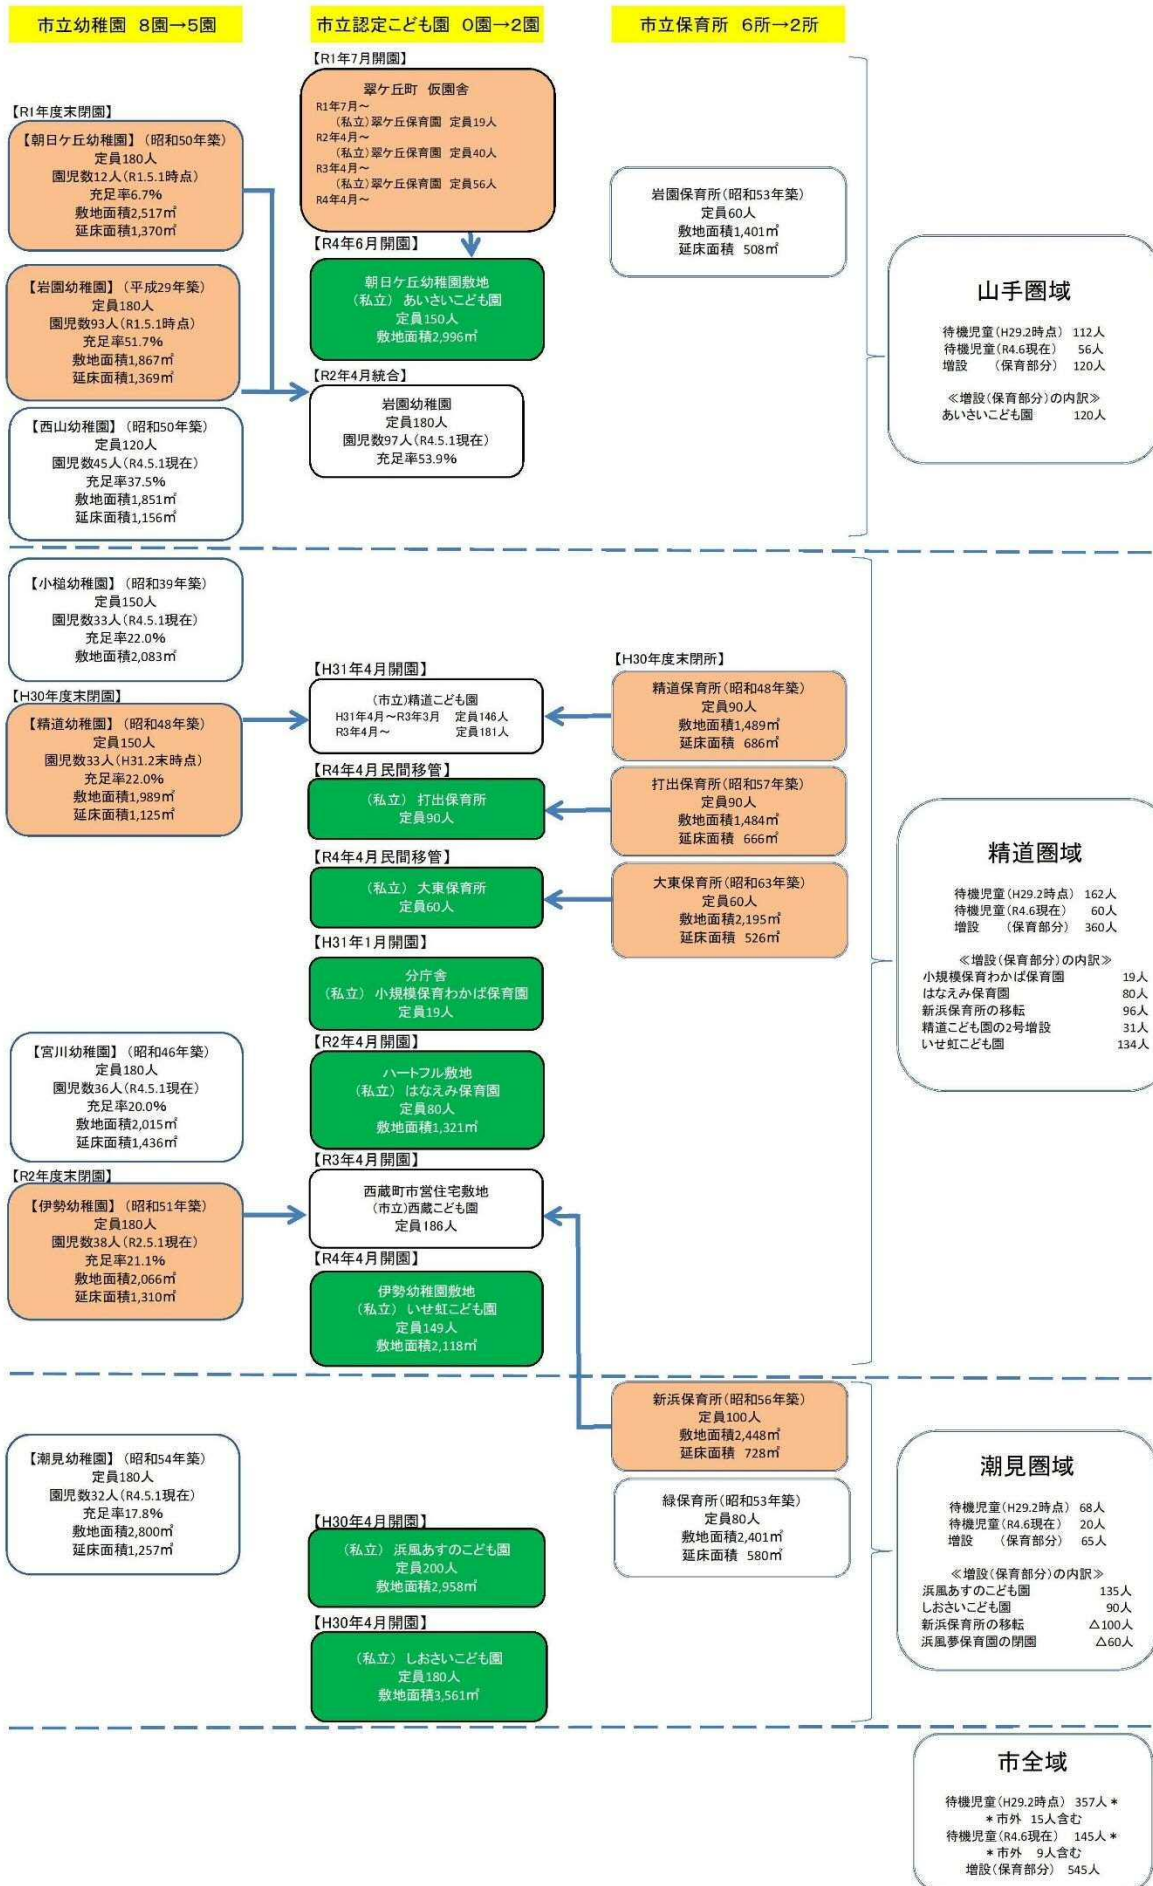 市立幼稚園 8園→5園
市立認定こども園 0園→2園
市立保育所 6所→2所
【R1年度末閉園】
【朝日ケ丘幼稚園】(昭和50年築)
定員180人
園児数12人(R1.5.1時点)
充足率6.7%
敷地面積2,517㎡
延床面積1,370㎡
【岩園幼稚園】(平成29年築)
定員180人
園児数93人(R1.5.1時点)
充足率51.7%
敷地面積1,867㎡
延床面積1,369㎡
【西山幼稚園】(昭和50年築)
定員120人
園児数45人(R4.5.1現在)
充足率37.5%
敷地面積1,851㎡
延床面積1,156㎡
【R1年7月開園】
翠ケ丘町 仮園舎
R1年7月~
(私立)翠ケ丘保育園 定員19人
R2年4月~
(私立)翠ケ丘保育園 定員40人
R3年4月~
(私立)翠ケ丘保育園 定員56人
R4年4月~
【R4年6月開園】
朝日ケ丘幼稚園敷地
(私立) あいさいこども園
定員150人
敷地面積2,996㎡
【R2年4月統合】
岩園幼稚園
定員180人
園児数97人(R4.5.1現在)
充足率53.9%
岩園保育所(昭和53年築)
定員60人
敷地面積1,401㎡
延床面積 508㎡
山手圏域
待機児童(H29.2時点) 112人
待機児童(R4.6現在) 56人
増設 (保育部分) 120人
≪増設(保育部分)の内訳≫
あいさいこども園 120人
【小槌幼稚園】(昭和39年築)
定員150人
園児数33人(R4.5.1現在)
充足率22.0%
敷地面積2,083㎡
【H30年度末閉園】
【精道幼稚園】(昭和48年築)
定員150人
園児数33人(H31.2末時点)
充足率22.0%
敷地面積1,989㎡
延床面積1,125㎡
【宮川幼稚園】(昭和46年築)
定員180人
園児数36人(R4.5.1現在)
充足率20.0%
敷地面積2,015㎡
延床面積1,436㎡
【R2年度末閉園】
【伊勢幼稚園】(昭和51年築)
定員180人
園児数38人(R2.5.1現在)
充足率21.1%
敷地面積2,066㎡
延床面積1,310㎡
【H31年4月開園】
(市立)精道こども園
H31年4月~R3年3月 定員146人
R3年4月~ 定員181人
【R4年4月民間移管】
(私立) 打出保育所
定員90人
【R4年4月民間移管】
(私立) 大東保育所
定員60人
【H31年1月開園】
分庁舎
(私立) 小規模保育わかば保育園
定員19人
【R2年4月開園】
ハートフル敷地
(私立) はなえみ保育園
定員80人
敷地面積1,321㎡
【R3年4月開園】
西蔵町市営住宅敷地
(市立)西蔵こども園
定員186人
【R4年4月開園】
伊勢幼稚園敷地
(私立) いせ虹こども園
定員149人
敷地面積2,118㎡
【H30年度末閉所】
精道保育所(昭和48年築)
定員90人
敷地面積1,489㎡
延床面積 686㎡
打出保育所(昭和57年築)
定員90人
敷地面積1,484㎡
延床面積 666㎡
大東保育所(昭和63年築)
定員60人
敷地面積2,195㎡
延床面積 526㎡
精道圏域
待機児童(H29.2時点) 162人
待機児童(R4.6現在) 60人
増設 (保育部分) 360人
≪増設(保育部分)の内訳≫
小規模保育わかば保育園 19人
はなえみ保育園 80人
新浜保育所の移転 96人
精道こども園の2号増設 31人
いせ虹こども園 134人
【潮見幼稚園】(昭和54年築)
定員180人
園児数32人(R4.5.1現在)
充足率17.8%
敷地面積2,800㎡
延床面積1,257㎡
【H30年4月開園】
(私立) 浜風あすのこども園
定員200人
敷地面積2,958㎡
【H30年4月開園】
(私立) しおさいこども園
定員180人
敷地面積3,561㎡
新浜保育所(昭和56年築)
定員100人
敷地面積2,448㎡
延床面積 728㎡
緑保育所(昭和53年築)
定員80人
敷地面積2,401㎡
延床面積 580㎡
潮見圏域
待機児童(H29.2時点) 68人
待機児童(R4.6現在) 20人
増設 (保育部分) 65人
≪増設(保育部分)の内訳≫
浜風あすのこども園 135人
しおさいこども園 90人
新浜保育所の移転 △100人
浜風夢保育園の閉園 △60人
市全域
待機児童(H29.2時点) 357人*
*市外 15人含む
待機児童(R4.6現在) 145人*
*市外 9人含む
増設(保育部分) 545人